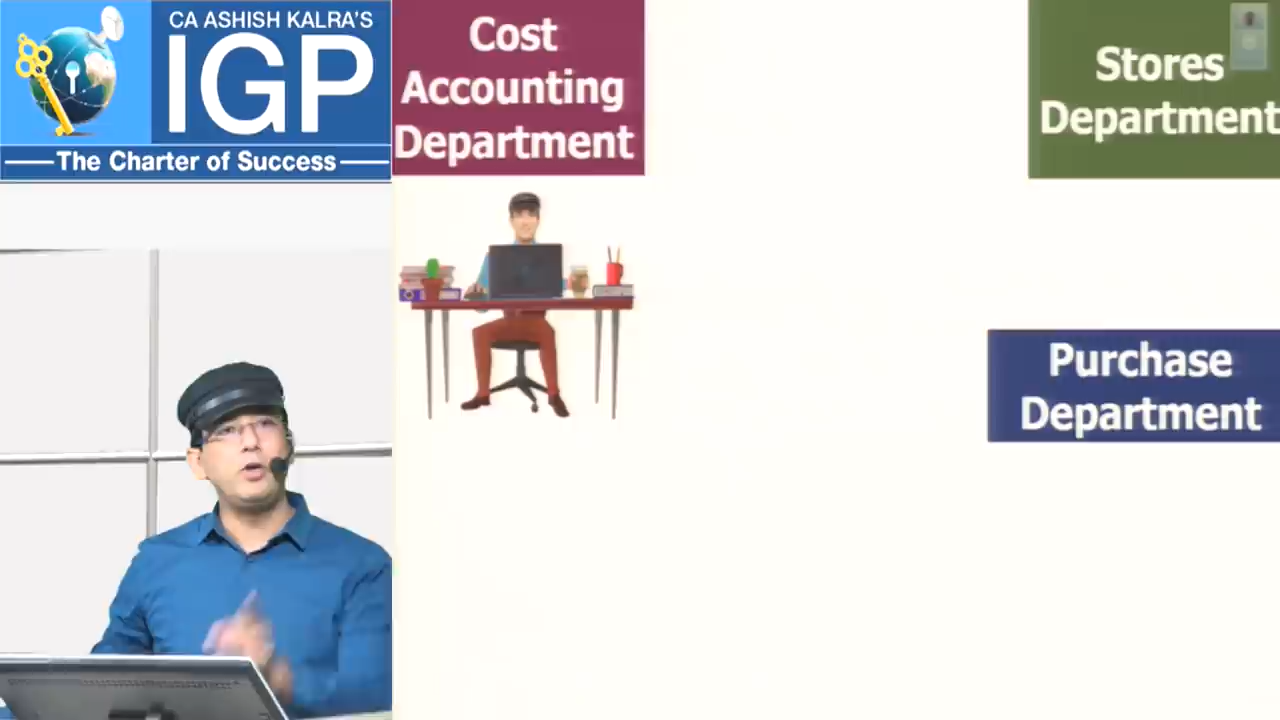 CA ASHISH KALRA'S
IGP
The Charter of Success
Cost
Accounting
Department
Stores
Department
Purchase
Department